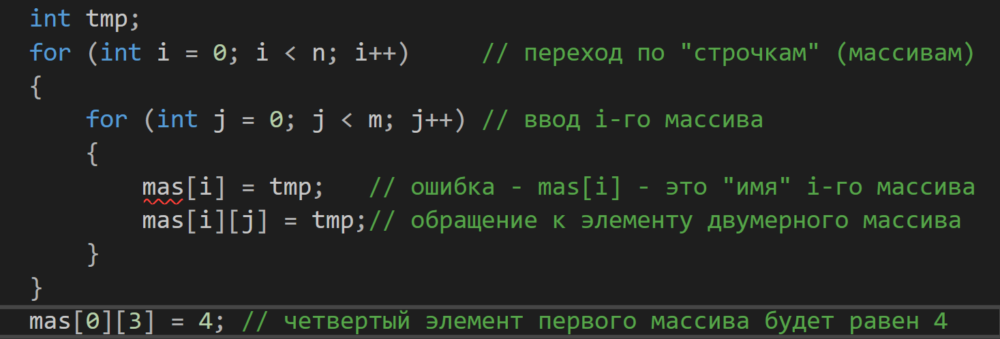 int tmp;
for (int i = 0; i < n; i++)     // переход по "строчкам" (массивам)
{
    for (int j = 0; j < m; j++) // ввод i-го массива
    {
        mas[i] = tmp;   // ошибка - mas[i] - это "имя" i-го массива
        mas[i][j] = tmp;// обращение к элементу двумерного массива
    }
}
mas[0][3] = 4; // четвертый элемент первого массива будет равен 4